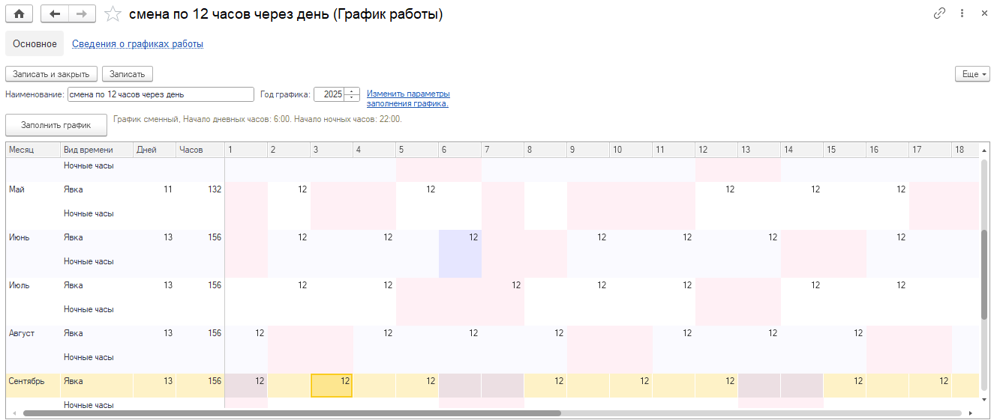 смена по 12 часов через день (График работы)
Основное Сведения о графиках работы
Записать и закрыть Записать Еще
Наименование: смена по 12 часов через день Год графика: 2025 Изменить параметры
заполнения графика.
Заполнить график График сменный, Начало дневных часов: 6:00. Начало ночных часов: 22:00.
Месяц Вид времени Дней Часов 1 2 3 4 5 6 7 8 9 10 11 12 13 14 15 16 17 18
Ночные часы
Май Явка 11 132 12 12 12 12 12
Ночные часы
Июнь Явка 13 156 12 12 12 12 12 12 12
Ночные часы
Июль Явка 13 156 12 12 12 12 12 12 12
Ночные часы
Август Явка 13 156 12 12 12 12 12 12 12
Ночные часы
Сентябрь Явка 13 156 12 12 12 12 12 12 12 12
Ночные часы